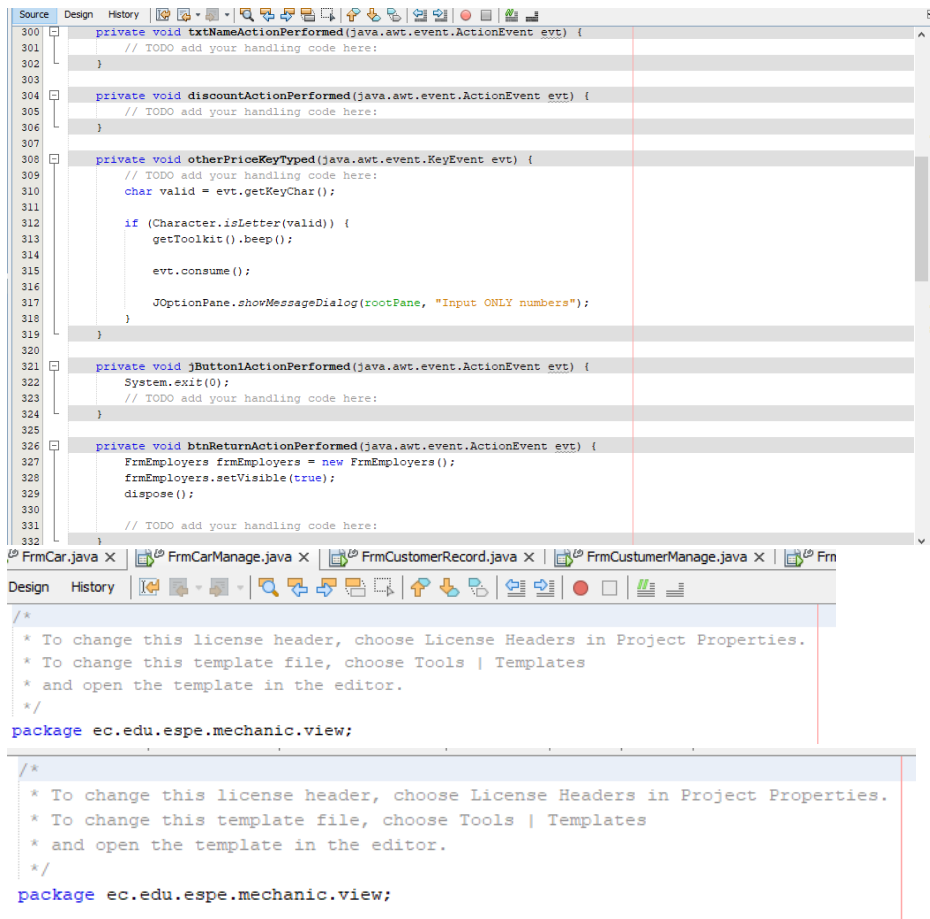 Source Design History
300 private void txtNameActionPerformed(java.awt.event.ActionEvent evt) {
301 // TODO add your handling code here:
302 }
303
304 private void discountActionPerformed(java.awt.event.ActionEvent evt) {
305 // TODO add your handling code here:
306 }
307
308 private void otherPriceKeyTyped(java.awt.event.KeyEvent evt) {
309 // TODO add your handling code here:
310 char valid = evt.getKeyChar();
311
312 if (Character.isLetter(valid)) {
313 getToolkit().beep();
314
315 evt.consume();
316
317 JOptionPane.showMessageDialog(rootPane, "Input ONLY numbers");
318 }
319 }
320
321 private void jButton1ActionPerformed(java.awt.event.ActionEvent evt) {
322 System.exit(0);
323 // TODO add your handling code here:
324 }
325
326 private void btnReturnActionPerformed(java.awt.event.ActionEvent evt) {
327 FrmEmployers frmEmployers = new FrmEmployers();
328 frmEmployers.setVisible(true);
329 dispose();
330
331 // TODO add your handling code here:
332 }
FrmCar.java FrmCarManage.java FrmCustomerRecord.java FrmCustumerManage.java Frm
Design History
/*
* To change this license header, choose License Headers in Project Properties.
* To change this template file, choose Tools | Templates
* and open the template in the editor.
*/
package ec.edu.espe.mechanic.view;
/*
* To change this license header, choose License Headers in Project Properties.
* To change this template file, choose Tools | Templates
* and open the template in the editor.
*/
package ec.edu.espe.mechanic.view;